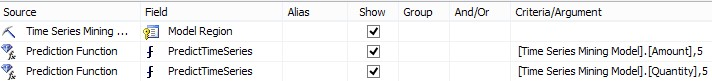 Source Field Alias Show Group And/Or Criteria/Argument
Time Series Mining ... Model Region
Prediction Function PredictTimeSeries [Time Series Mining Model].[Amount],5
Prediction Function PredictTimeSeries [Time Series Mining Model].[Quantity],5